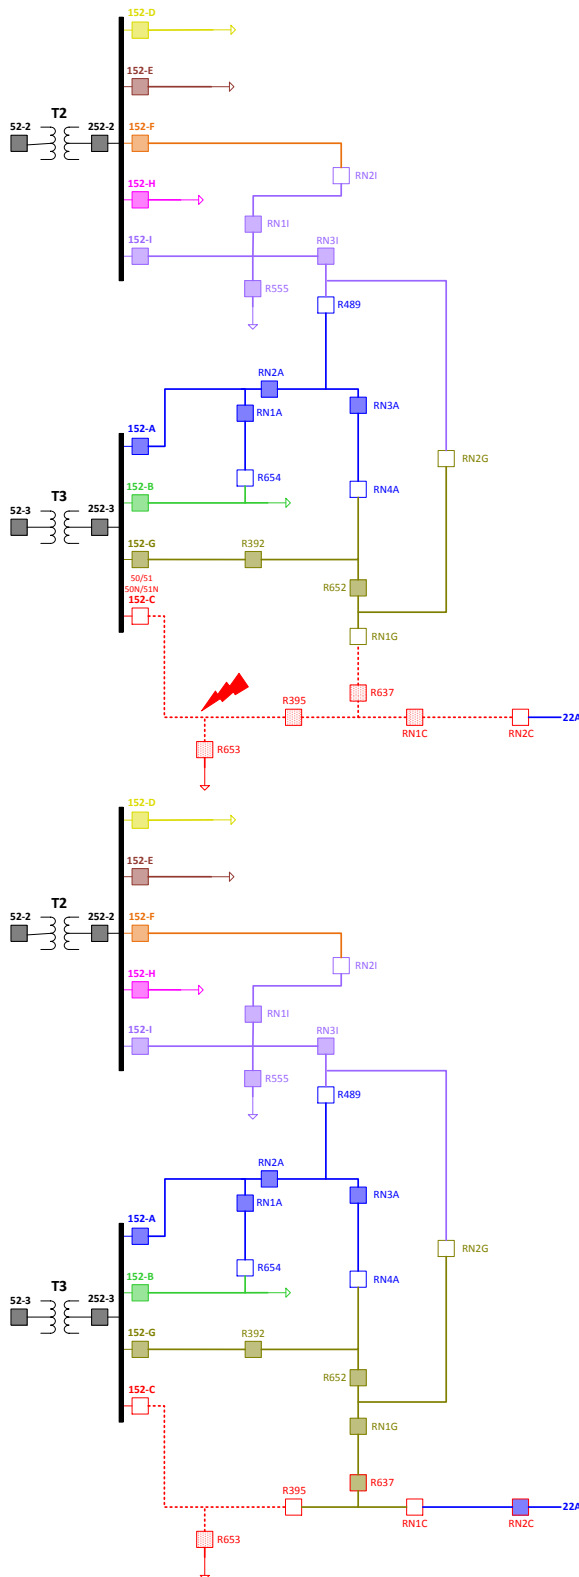 152-D
152-E
T2
52-2
252-2
152-F
RN2I
152-H
RN1I
152-I
RN3I
R555
R489
RN2A
RN3A
RN1A
152-A
RN2G
R654
T3
152-B
RN4A
52-3
252-3
152-G
R392
50/51
50N/51N
R652
152-C
RN1G
R637
R395
22A
RN1C
RN2C
R653
152-D
152-E
T2
52-2
252-2
152-F
RN2I
152-H
RN1I
152-I
RN3I
R555
R489
RN2A
RN3A
RN1A
152-A
RN2G
R654
T3
152-B
RN4A
52-3
252-3
152-G
R392
R652
152-C
RN1G
R637
R395
22A
RN1C
RN2C
R653